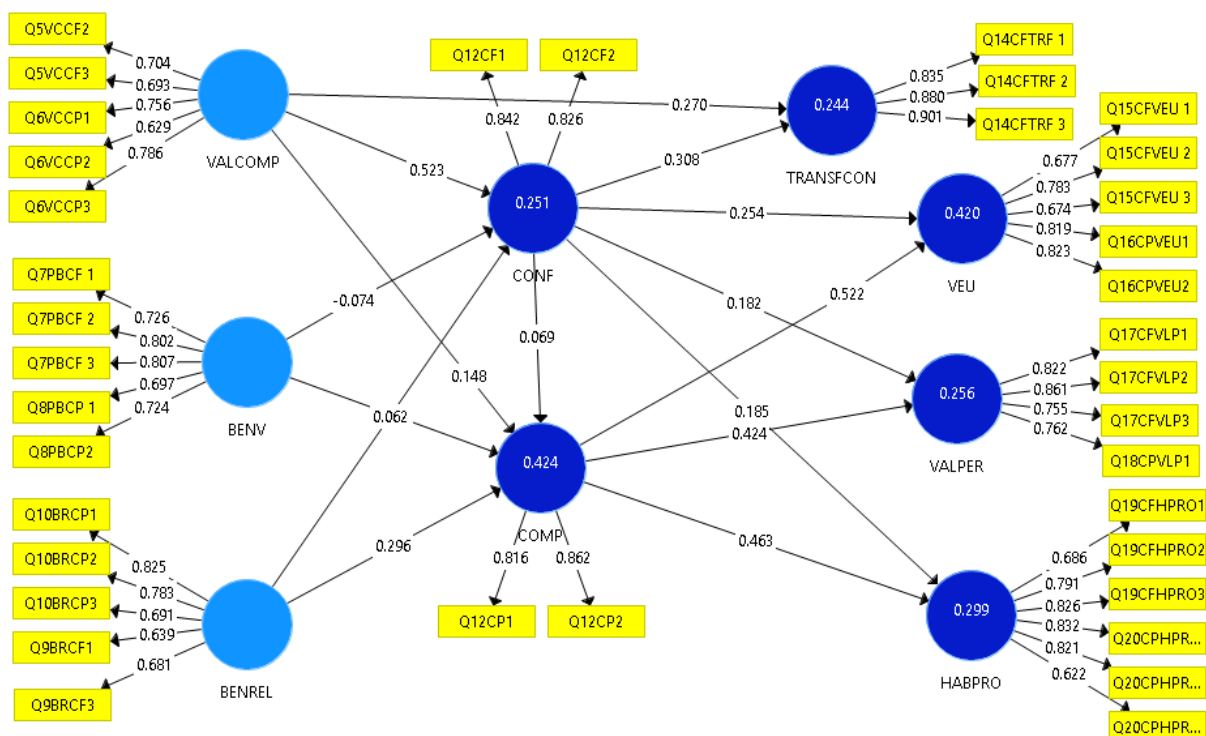 Q5VCCF2
Q5VCCF3
Q6VCCP1
Q6VCCP2
Q6VCCP3
0.704
0.693
0.756
0.629
0.786
VALCOMP
Q7PBCF 1
Q7PBCF 2
Q7PBCF 3
Q8PBCP 1
Q8PBCP2
0.726
0.802
0.807
0.697
0.724
BENV
Q10BRCP1
Q10BRCP2
Q10BRCP3
Q9BRCF1
Q9BRCF3
0.825
0.783
0.691
0.639
0.681
BENREL
Q12CF1
Q12CF2
0.842
0.826
0.251
CONF
0.270
0.523
0.308
0.254
-0.074
0.182
0.069
0.522
0.148
0.062
0.185
0.424
0.296
0.463
0.424
COMP
0.816
0.862
Q12CP1
Q12CP2
0.244
TRANSFCON
0.835
0.880
0.901
Q14CFTRF 1
Q14CFTRF 2
Q14CFTRF 3
0.420
VEU
0.677
0.783
0.674
0.819
0.823
Q15CFVEU 1
Q15CFVEU 2
Q15CFVEU 3
Q16CPVEU1
Q16CPVEU2
0.256
VALPER
0.822
0.861
0.755
0.762
Q17CFVLP1
Q17CFVLP2
Q17CFVLP3
Q18CPVLP1
0.299
HABPRO
0.686
0.791
0.826
0.832
0.821
0.622
Q19CFHPRO1
Q19CFHPRO2
Q19CFHPRO3
Q20CPHPR...
Q20CPHPR...
Q20CPHPR...